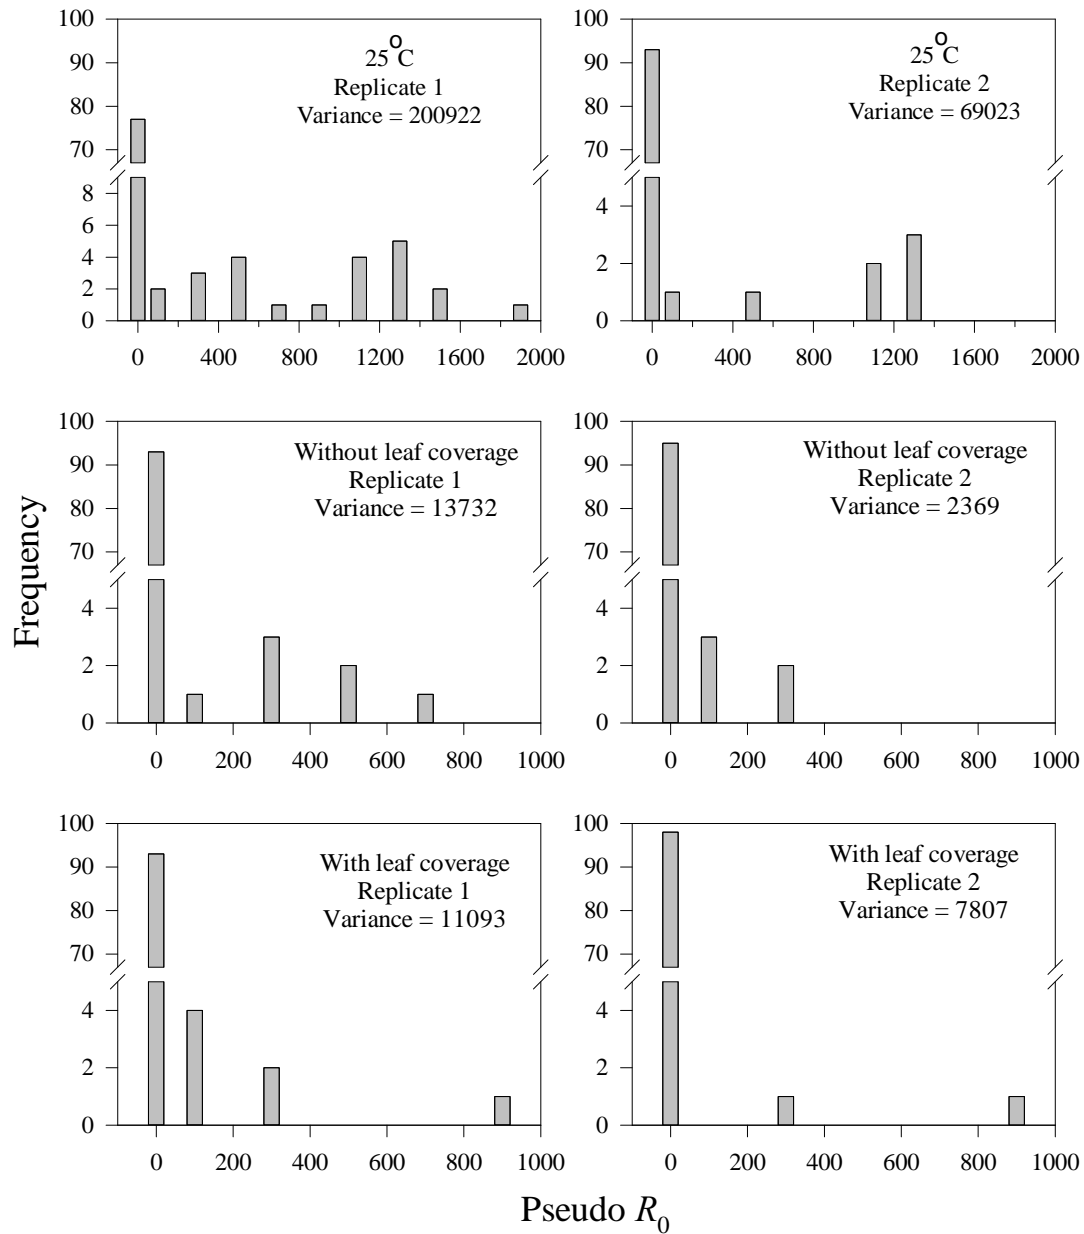 100
90
80
70
8
6
4
2
0
0 400 800 1200 1600 2000
25°C
Replicate 1
Variance = 200922
100
90
80
70
4
2
0
0 400 800 1200 1600 2000
25°C
Replicate 2
Variance = 69023
Frequency
100
90
80
70
4
2
0
0 200 400 600 800 1000
Without leaf coverage
Replicate 1
Variance = 13732
100
90
80
70
4
2
0
0 200 400 600 800 1000
Without leaf coverage
Replicate 2
Variance = 2369
100
90
80
70
4
2
0
0 200 400 600 800 1000
With leaf coverage
Replicate 1
Variance = 11093
100
90
80
70
4
2
0
0 200 400 600 800 1000
With leaf coverage
Replicate 2
Variance = 7807
Pseudo R₀